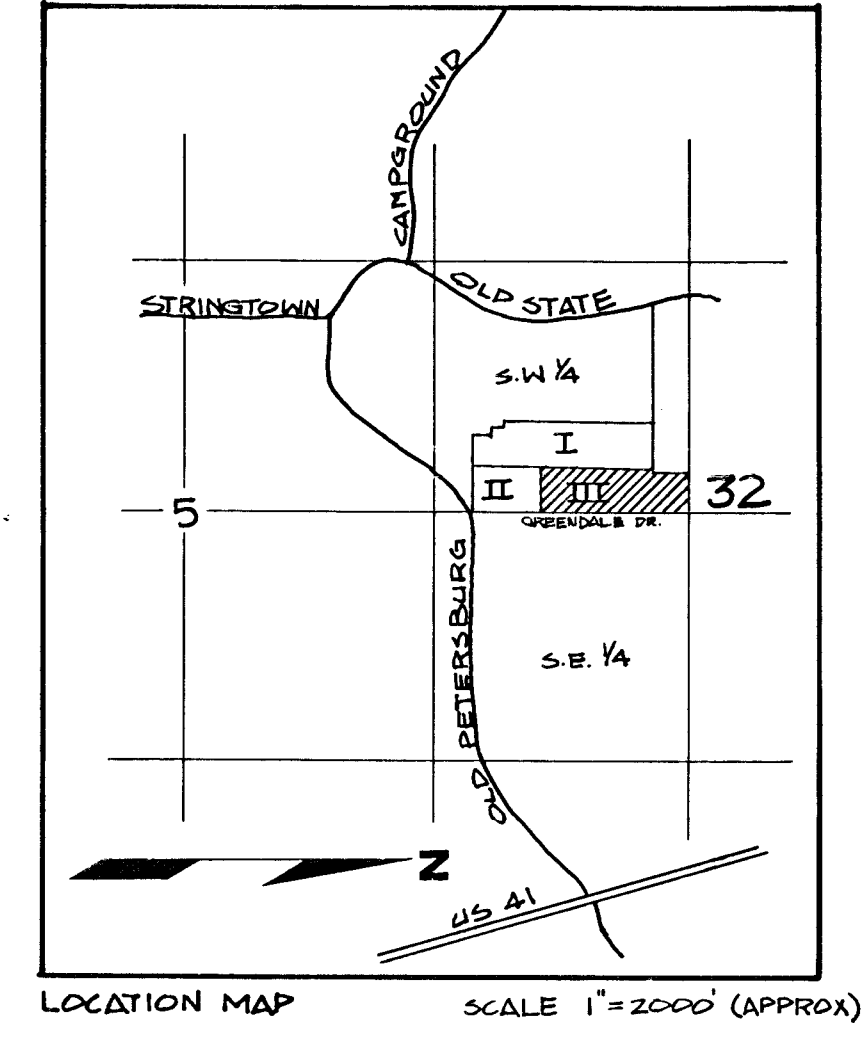 CAMPGROUND
OLD STATE
STRINGTOWN
S.W ¼
I
II
III
32
5
GREENDALE DR.
OLD PETERSBURG
S.E. ¼
N
US 41
LOCATION MAP
SCALE 1"=2000' (APPROX)